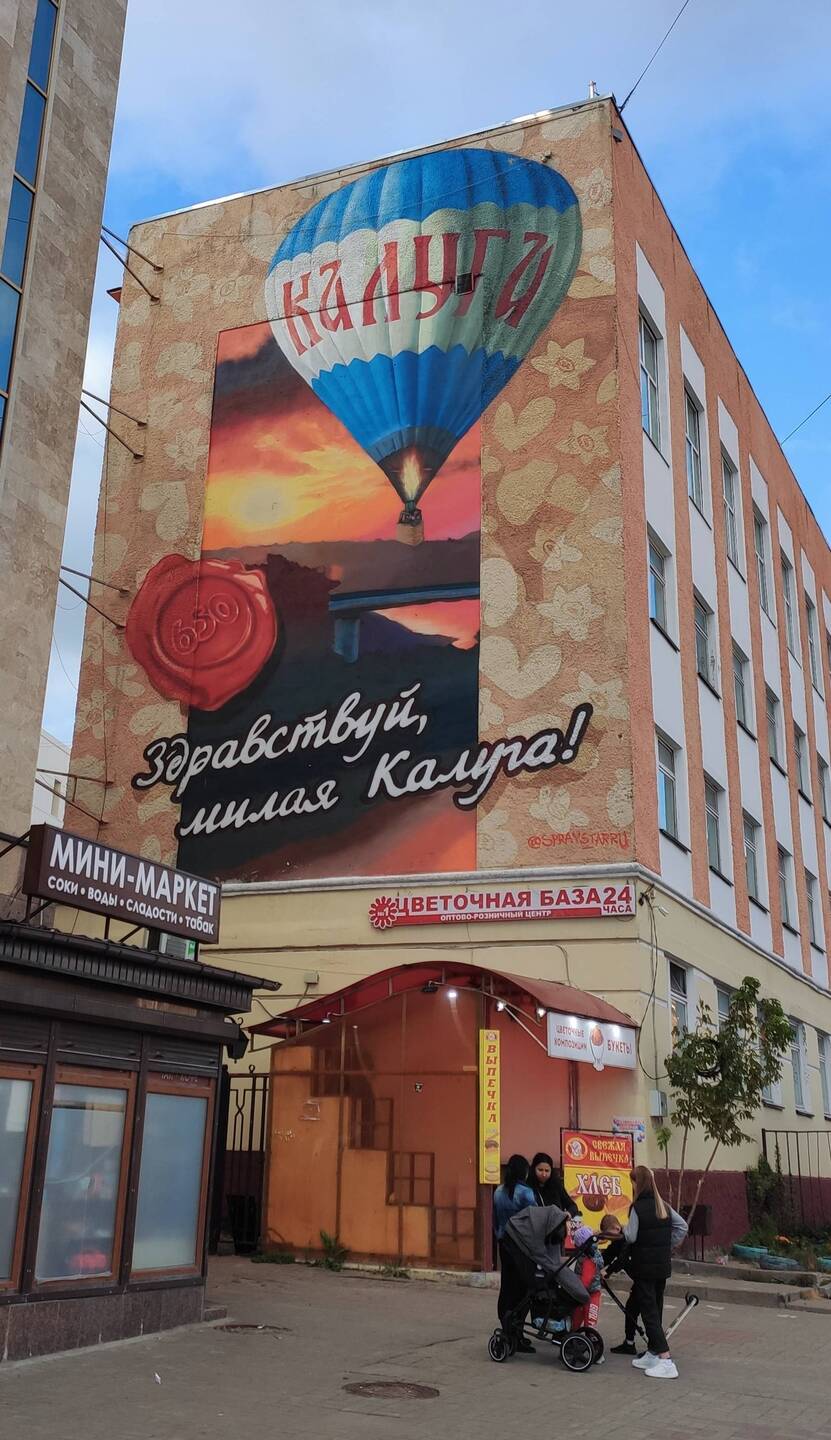 Калуга
650
Здравствуй,
милая Калуга!
@SPRAYSTARRU
МИНИ-МАРКЕТ
СОКИ • ВОДЫ • СЛАДОСТИ • ТАБАК
№1 ЦВЕТОЧНАЯ БАЗА 24
ЧАСА
ОПТОВО-РОЗНИЧНЫЙ ЦЕНТР
ЦВЕТОЧНЫЕ
КОМПОЗИЦИИ
БУКЕТЫ
ВЫПЕЧКА
СВЕЖАЯ
ВЫПЕЧКА
ХЛЕБ